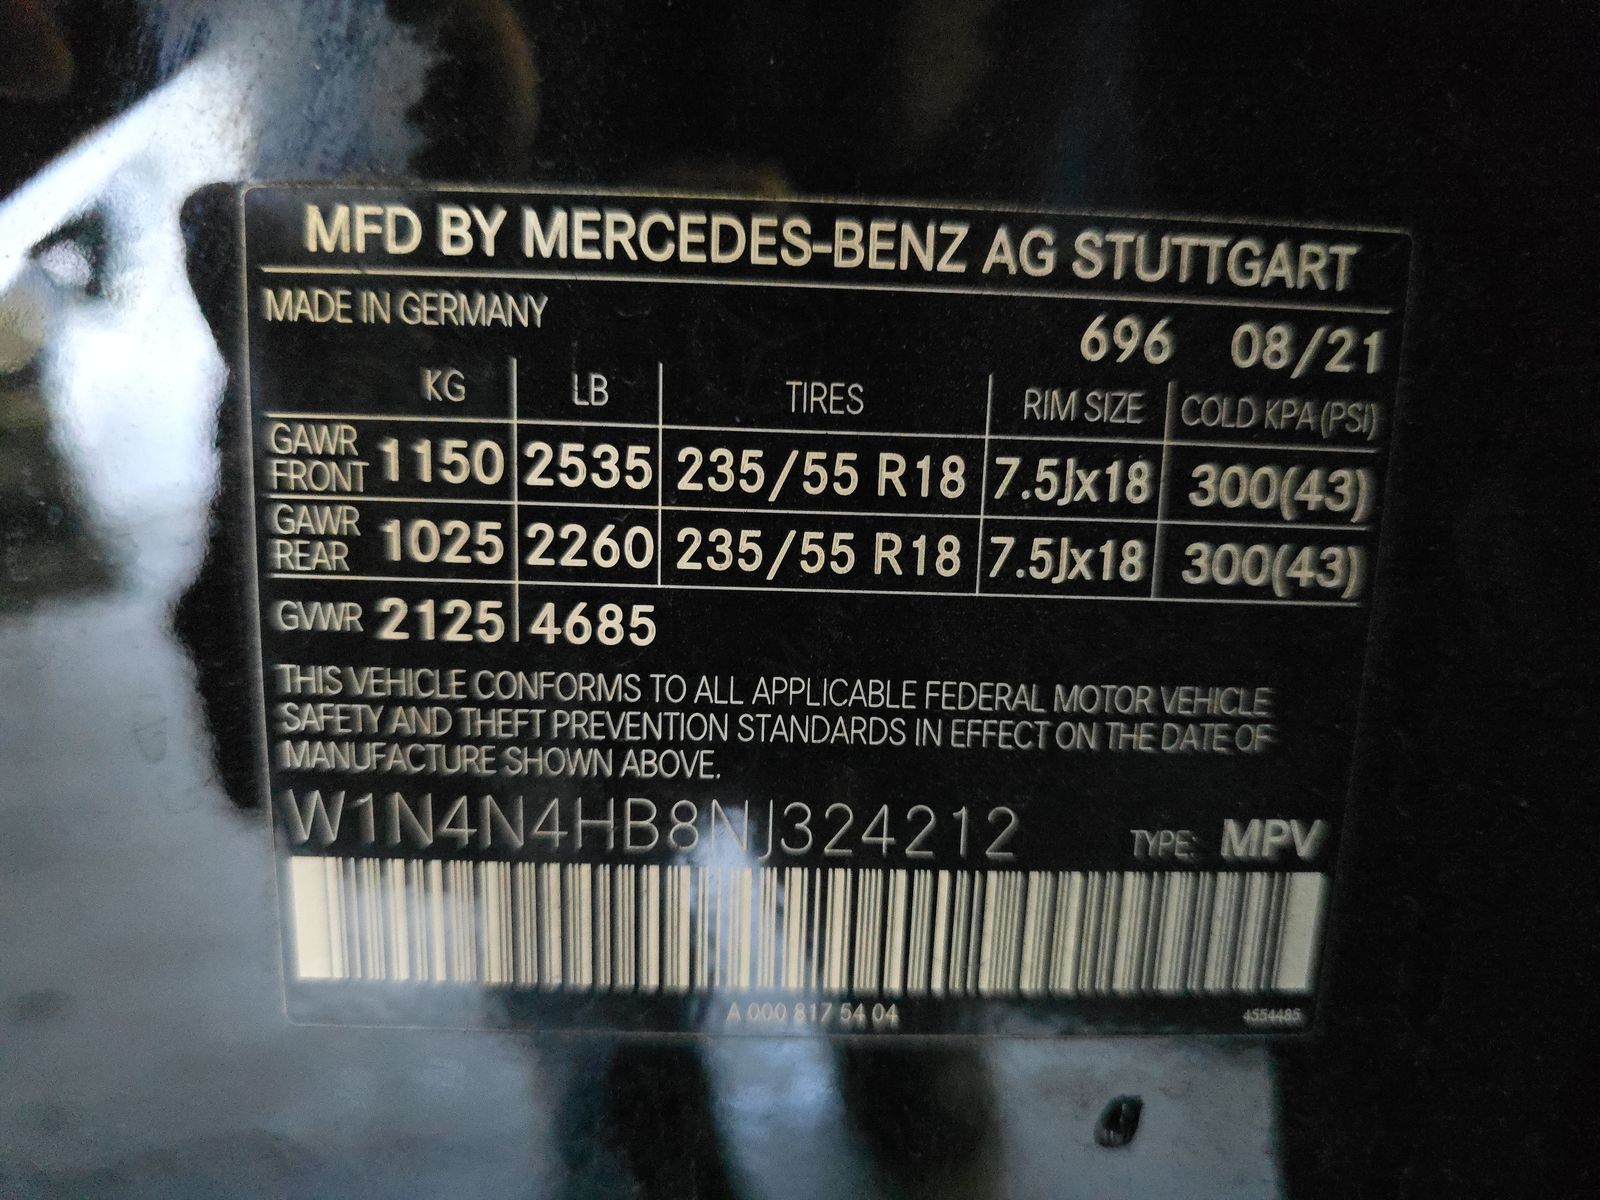 MFD BY MERCEDES-BENZ AG STUTTGART
MADE IN GERMANY
696 08/21
KG LB TIRES RIM SIZE COLD KPA (PSI)
GAWR FRONT 1150 2535 235/55 R18 7.5Jx18 300(43)
GAWR REAR 1025 2260 235/55 R18 7.5Jx18 300(43)
GVWR 2125 4685
THIS VEHICLE CONFORMS TO ALL APPLICABLE FEDERAL MOTOR VEHICLE
SAFETY AND THEFT PREVENTION STANDARDS IN EFFECT ON THE DATE OF
MANUFACTURE SHOWN ABOVE.
W1N4N4HB8NJ324212 TYPE: MPV
A 000 817 54 04 4554485